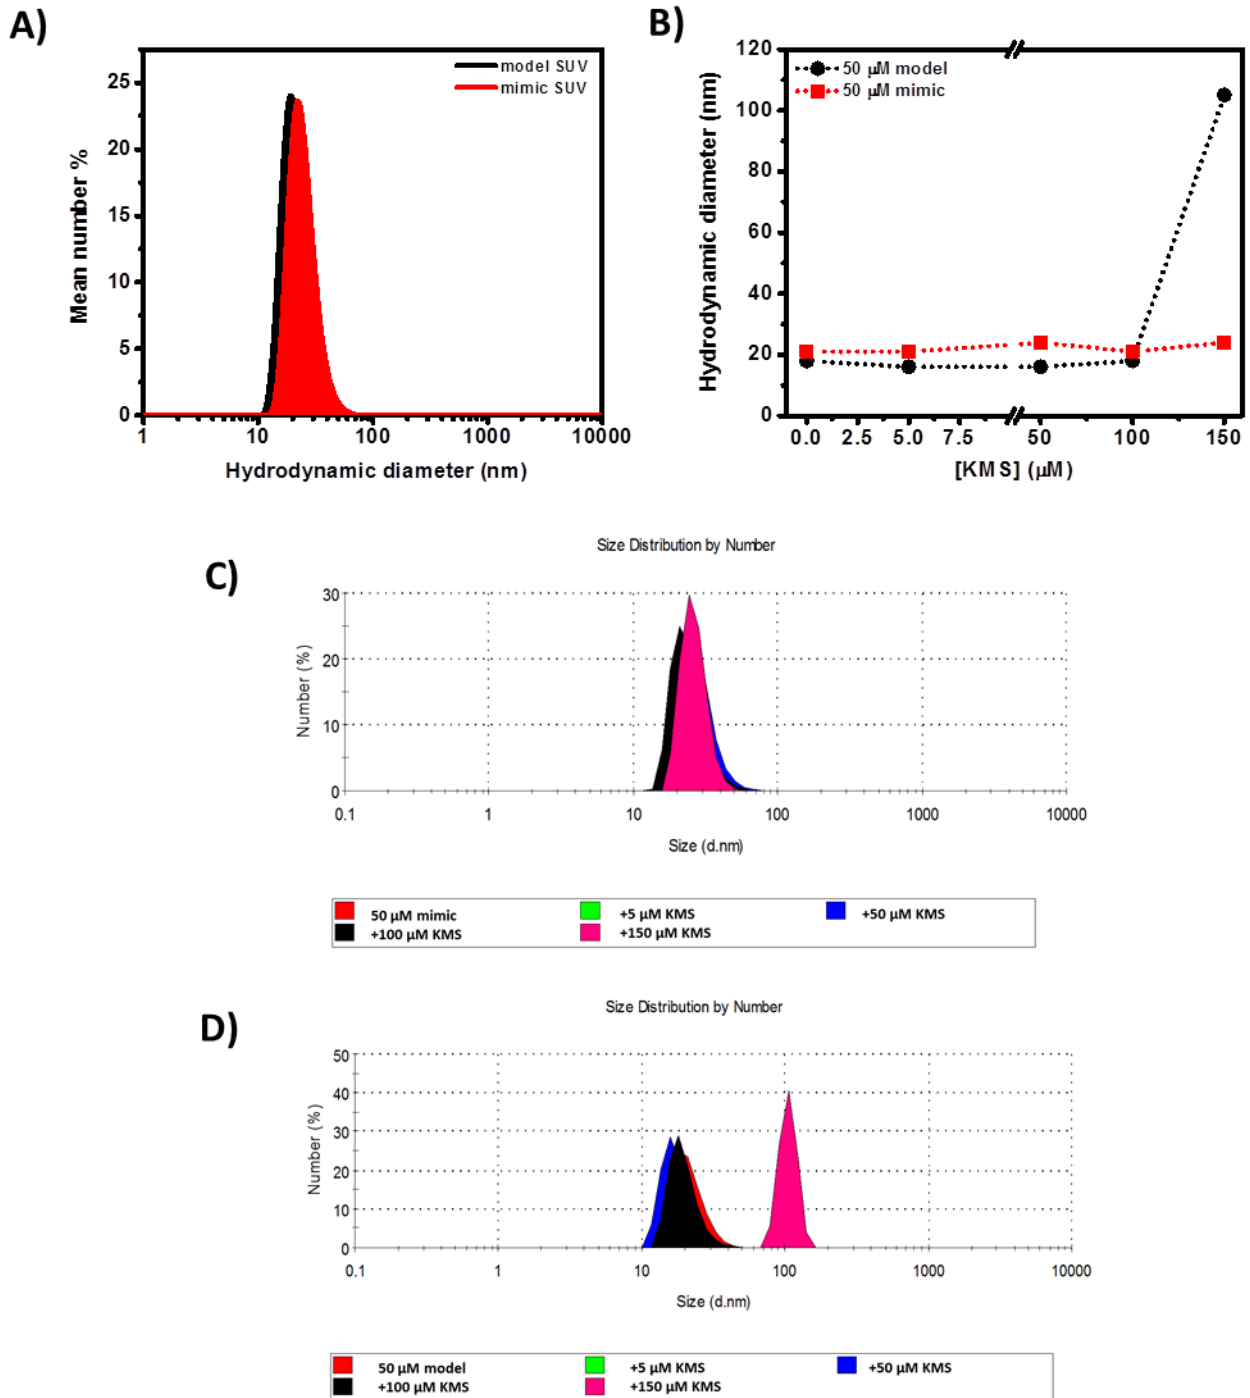 A)
model SUV
mimic SUV
25
20
15
10
5
0
Mean number %
1 10 100 1000 10000
Hydrodynamic diameter (nm)
B)
50 µM model
50 µM mimic
120
100
80
60
40
20
0
Hydrodynamic diameter (nm)
0.0 2.5 5.0 7.5 50 100 150
[KMS] (µM)
C)
Size Distribution by Number
30
20
10
0
Number (%)
0.1 1 10 100 1000 10000
Size (d.nm)
50 µM mimic +5 µM KMS +50 µM KMS
+100 µM KMS +150 µM KMS
D)
Size Distribution by Number
50
40
30
20
10
0
Number (%)
0.1 1 10 100 1000 10000
Size (d.nm)
50 µM model +5 µM KMS +50 µM KMS
+100 µM KMS +150 µM KMS